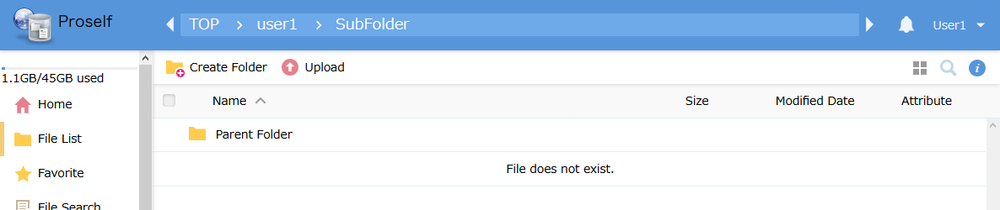 Proself
TOP user1 SubFolder
User1
1.1GB/45GB used
Home
File List
Favorite
File Search
Create Folder Upload
i
Name Size Modified Date Attribute
Parent Folder
File does not exist.